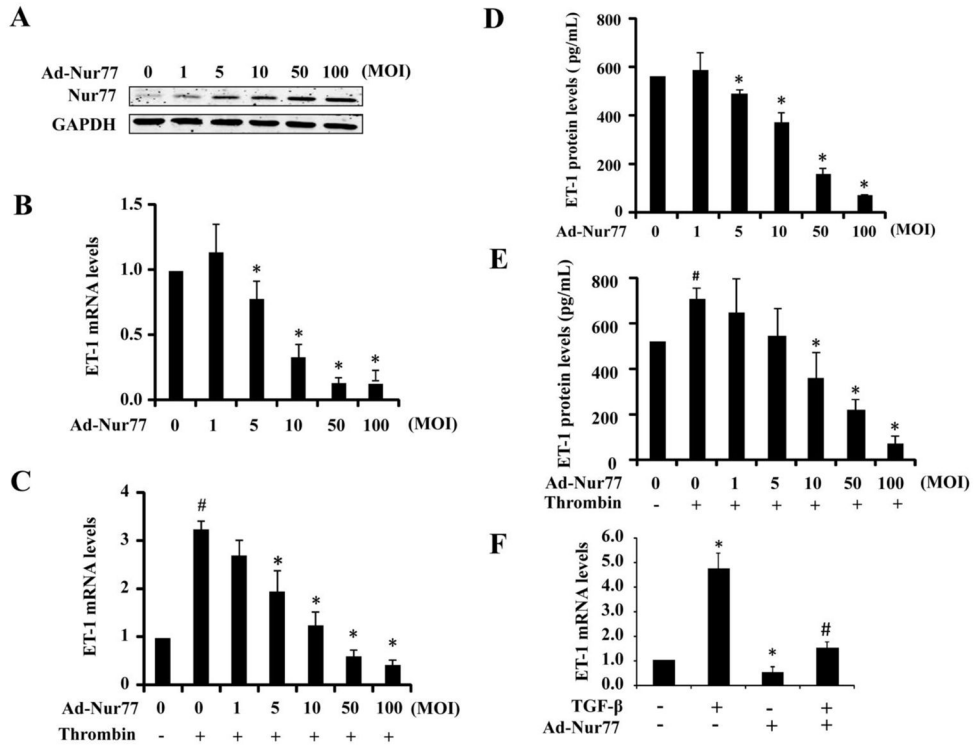 A
Ad-Nur77 0 1 5 10 50 100 (MOI)
Nur77
GAPDH
B
ET-1 mRNA levels
1.5
1.0
0.5
0.0
* * * *
Ad-Nur77 0 1 5 10 50 100 (MOI)
C
ET-1 mRNA levels
4
3
2
1
0
# * * * *
Ad-Nur77 0 0 1 5 10 50 100 (MOI)
Thrombin - + + + + + +
D
ET-1 protein levels ( pg/mL)
800
600
400
200
0
* * * *
Ad-Nur77 0 1 5 10 50 100 (MOI)
E
ET-1 protein levels (pg/mL)
800
600
400
200
0
# * * *
Ad-Nur77 0 0 1 5 10 50 100 (MOI)
Thrombin - + + + + + +
F
ET-1 mRNA levels
6.0
5.0
4.0
3.0
2.0
1.0
0.0
* * #
TGF-β - + - +
Ad-Nur77 - - + +